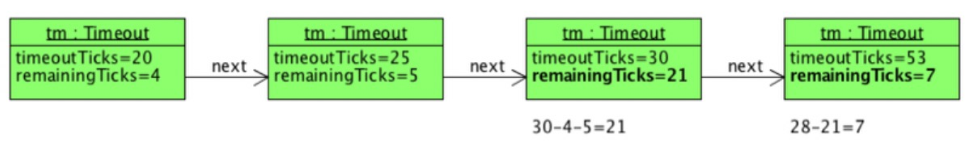 tm : Timeout
timeoutTicks=20
remainingTicks=4
next
tm : Timeout
timeoutTicks=25
remainingTicks=5
next
tm : Timeout
timeoutTicks=30
remainingTicks=21
next
tm : Timeout
timeoutTicks=53
remainingTicks=7
30-4-5=21
28-21=7